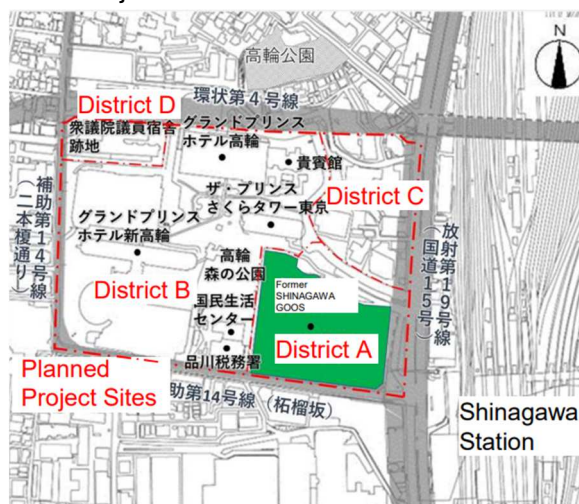 高輪公園
N
環状第4号線
District D
衆議院議員宿舎
跡地
グランドプリンス
ホテル高輪
貴賓館
ザ・プリンス
さくらタワー東京
District C
補助第14号線
(二本榎通り)
グランドプリンス
ホテル新高輪
放射第19号線
(国道15号)
高輪
森の公園
Former
SHINAGAWA
GOOS
District B
国民生活
センター
District A
品川税務署
Planned
Project Sites
助第14号線(柘榴坂)
Shinagawa
Station